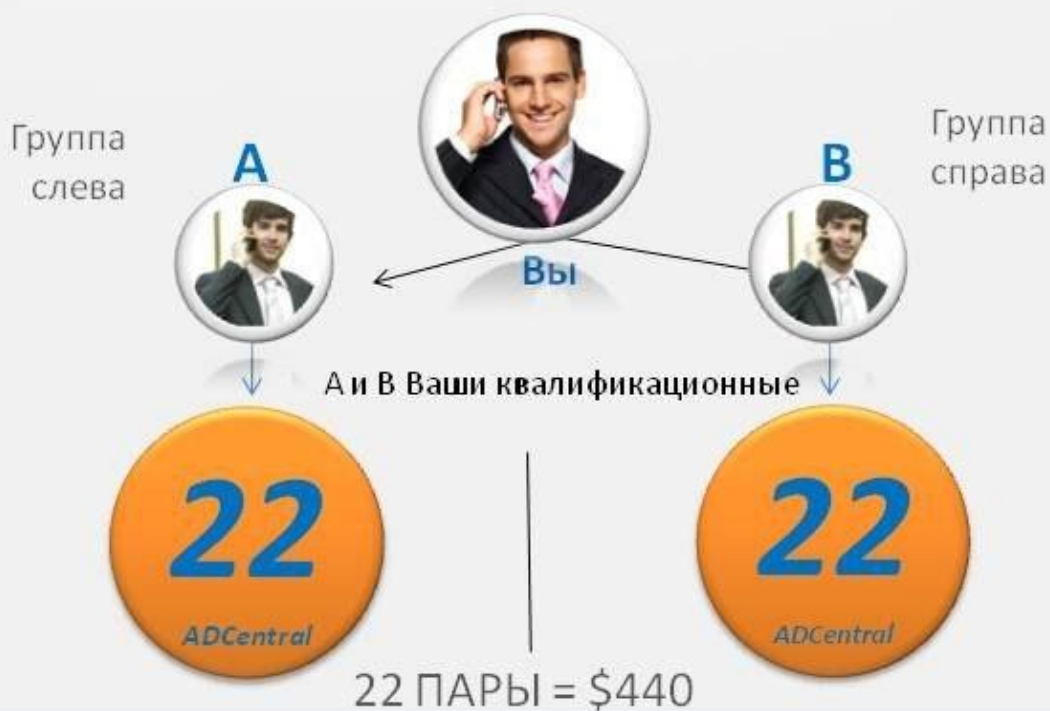 Группа
слева
A
B
Группа
справа
Вы
А и В Ваши квалификационные
22
ADCentral
22
ADCentral
22 ПАРЫ = $440